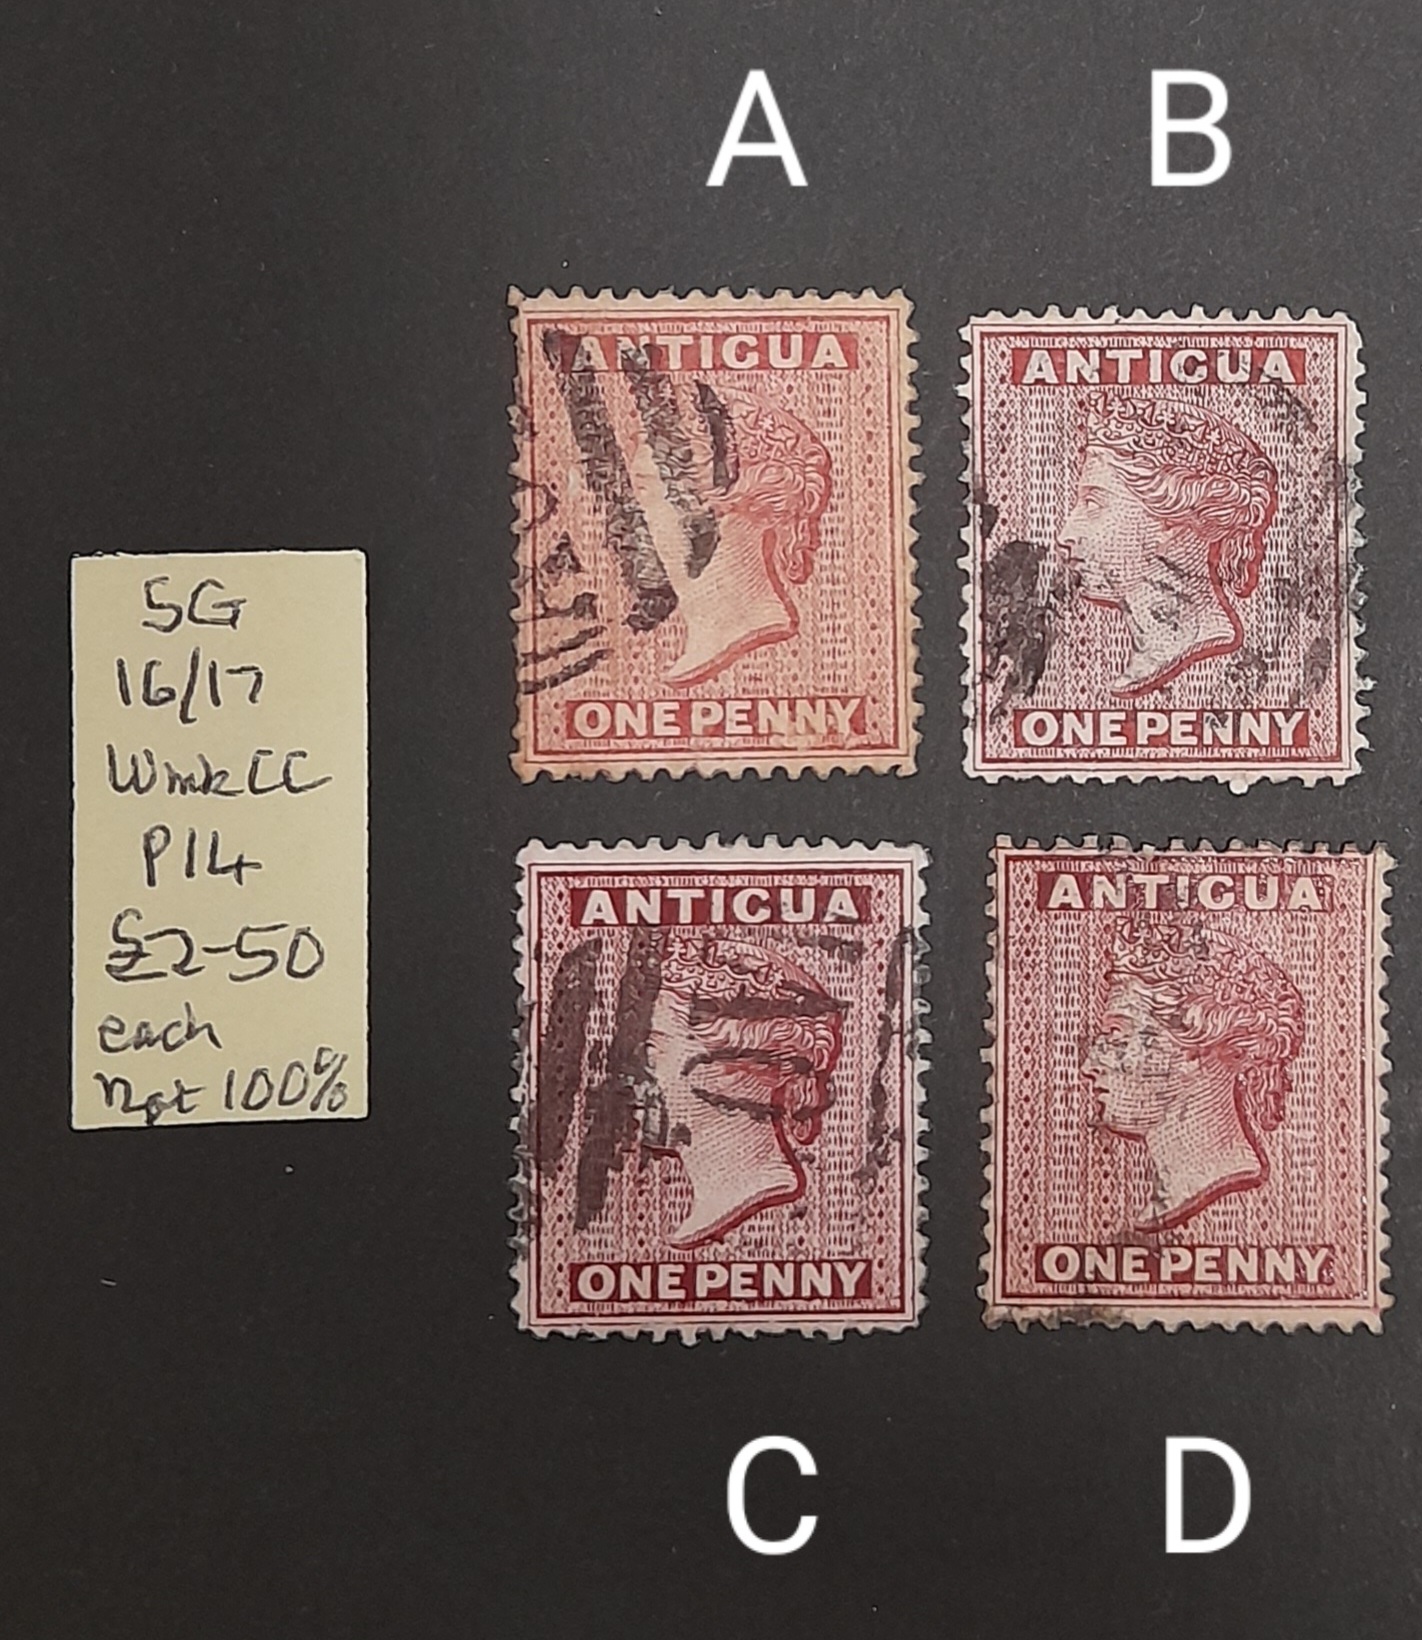 A B
SG
16/17
Wmk CC
P14
£2-50
each
Not 100%
ANTIGUA
ONE PENNY
ANTIGUA
ONE PENNY
ANTIGUA
ONE PENNY
ANTIGUA
ONE PENNY
C D